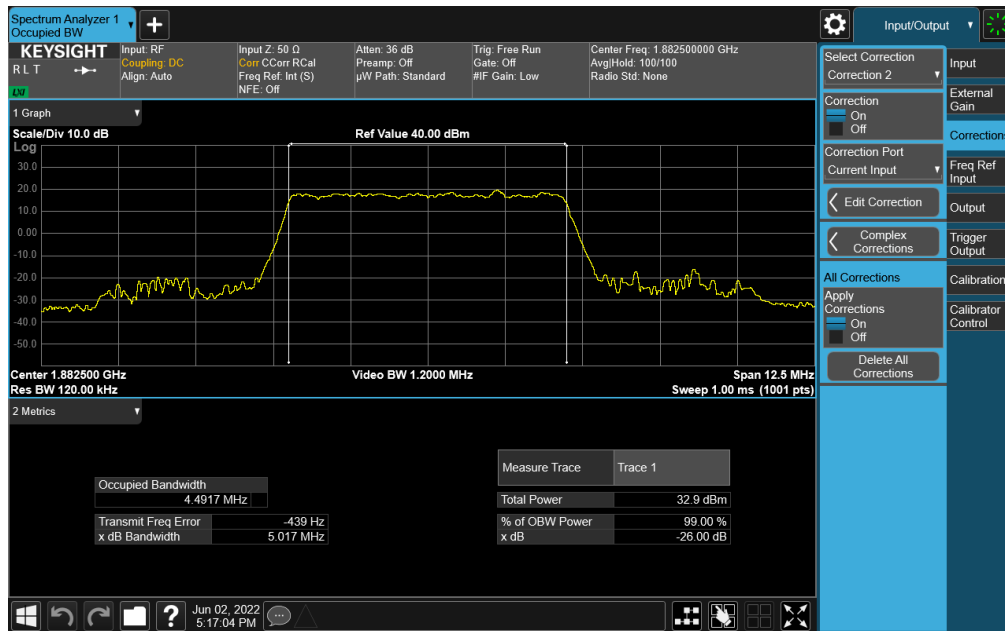 Spectrum Analyzer 1
Occupied BW
Input/Output
KEYSIGHT
R L T
LXI
Input: RF
Coupling: DC
Align: Auto
Input Z: 50 Ω
Corr CCorr RCal
Freq Ref: Int (S)
NFE: Off
Atten: 36 dB
Preamp: Off
µW Path: Standard
Trig: Free Run
Gate: Off
#IF Gain: Low
Center Freq: 1.882500000 GHz
Avg|Hold: 100/100
Radio Std: None
1 Graph
Scale/Div 10.0 dB
Ref Value 40.00 dBm
Log
30.0
20.0
10.0
0.00
-10.0
-20.0
-30.0
-40.0
-50.0
Center 1.882500 GHz
Video BW 1.2000 MHz
Span 12.5 MHz
Res BW 120.00 kHz
Sweep 1.00 ms (1001 pts)
2 Metrics
Measure Trace
Trace 1
Occupied Bandwidth
4.4917 MHz
Total Power
32.9 dBm
Transmit Freq Error
-439 Hz
% of OBW Power
99.00 %
x dB Bandwidth
5.017 MHz
x dB
-26.00 dB
Select Correction
Correction 2
Correction
On
Off
Correction Port
Current Input
Edit Correction
Complex
Corrections
All Corrections
Apply
Corrections
On
Off
Delete All
Corrections
Input
External
Gain
Corrections
Freq Ref
Input
Output
Trigger
Output
Calibration
Calibrator
Control
?
Jun 02, 2022
5:17:04 PM